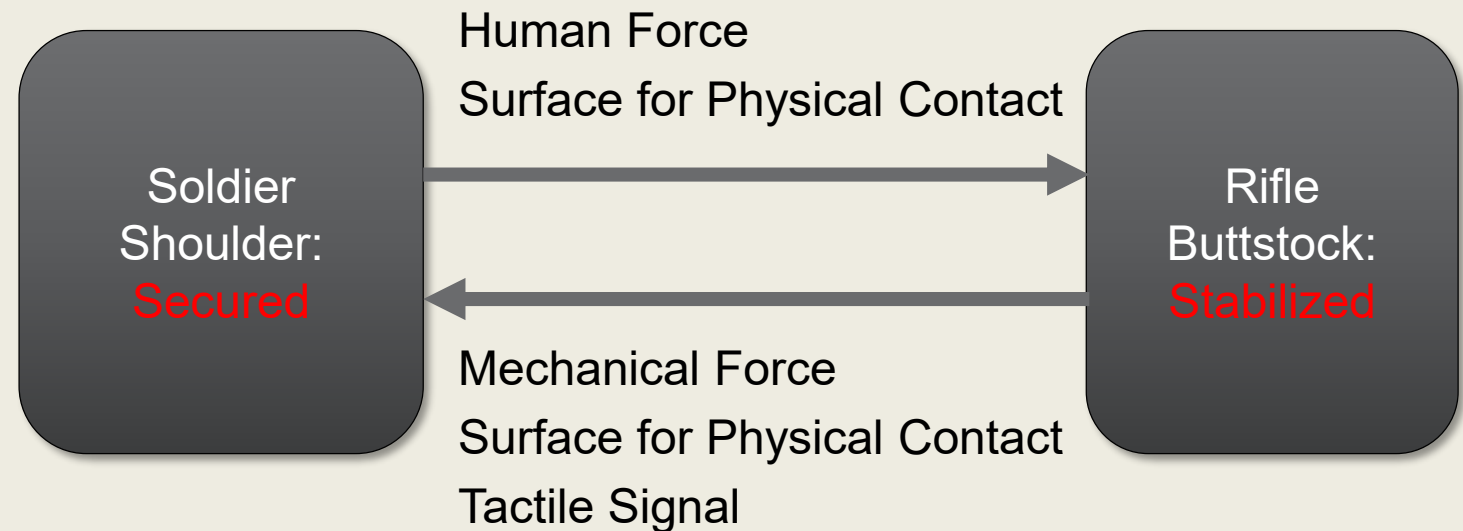 Human Force
Surface for Physical Contact
Soldier
Shoulder:
Secured
Rifle
Buttstock:
Stabilized
Mechanical Force
Surface for Physical Contact
Tactile Signal